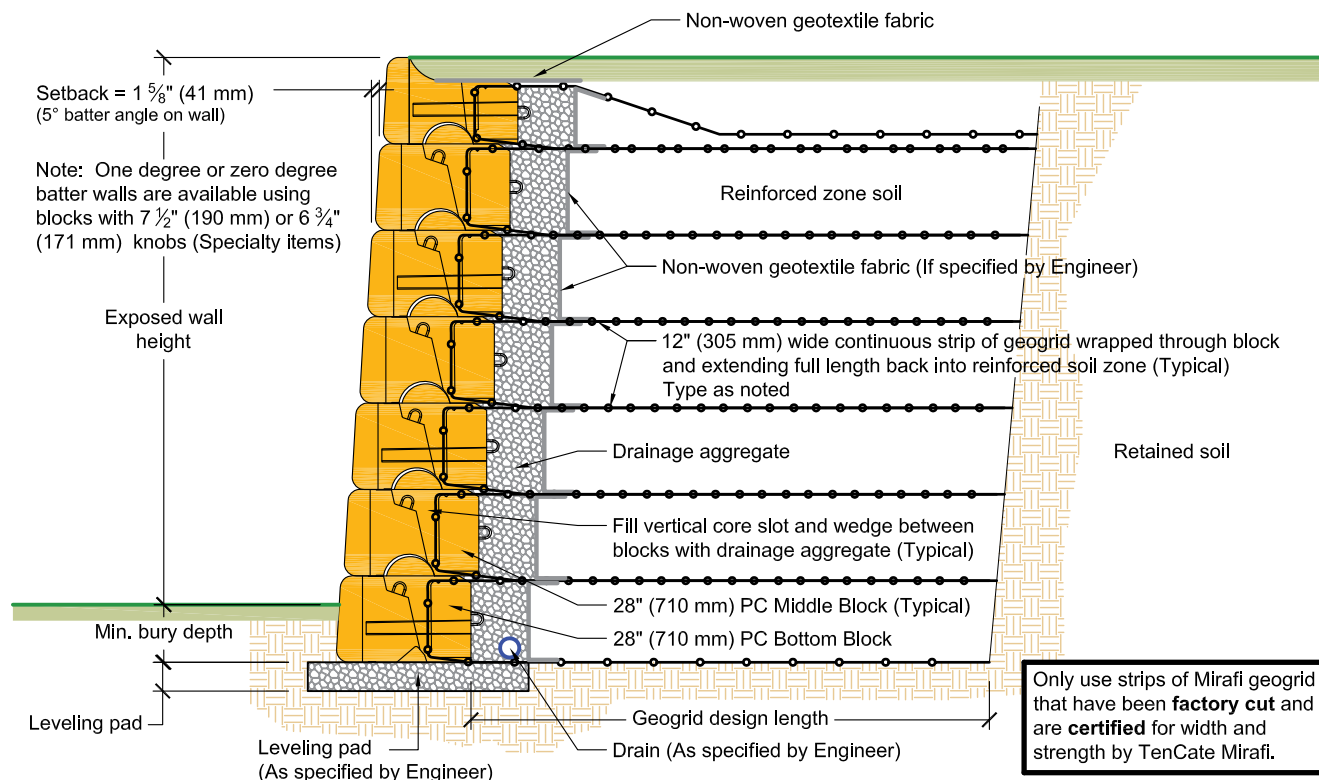 Non-woven geotextile fabric
Setback = 1 5⁄8" (41 mm)
(5° batter angle on wall)
Note: One degree or zero degree
batter walls are available using
blocks with 7 1⁄2" (190 mm) or 6 3⁄4"
(171 mm) knobs (Specialty items)
Reinforced zone soil
Non-woven geotextile fabric (If specified by Engineer)
Exposed wall
height
12" (305 mm) wide continuous strip of geogrid wrapped through block
and extending full length back into reinforced soil zone (Typical)
Type as noted
Drainage aggregate
Retained soil
Fill vertical core slot and wedge between
blocks with drainage aggregate (Typical)
28" (710 mm) PC Middle Block (Typical)
Min. bury depth
28" (710 mm) PC Bottom Block
Only use strips of Mirafi geogrid
that have been factory cut and
are certified for width and
strength by TenCate Mirafi.
Leveling pad
Geogrid design length
Leveling pad
(As specified by Engineer)
Drain (As specified by Engineer)